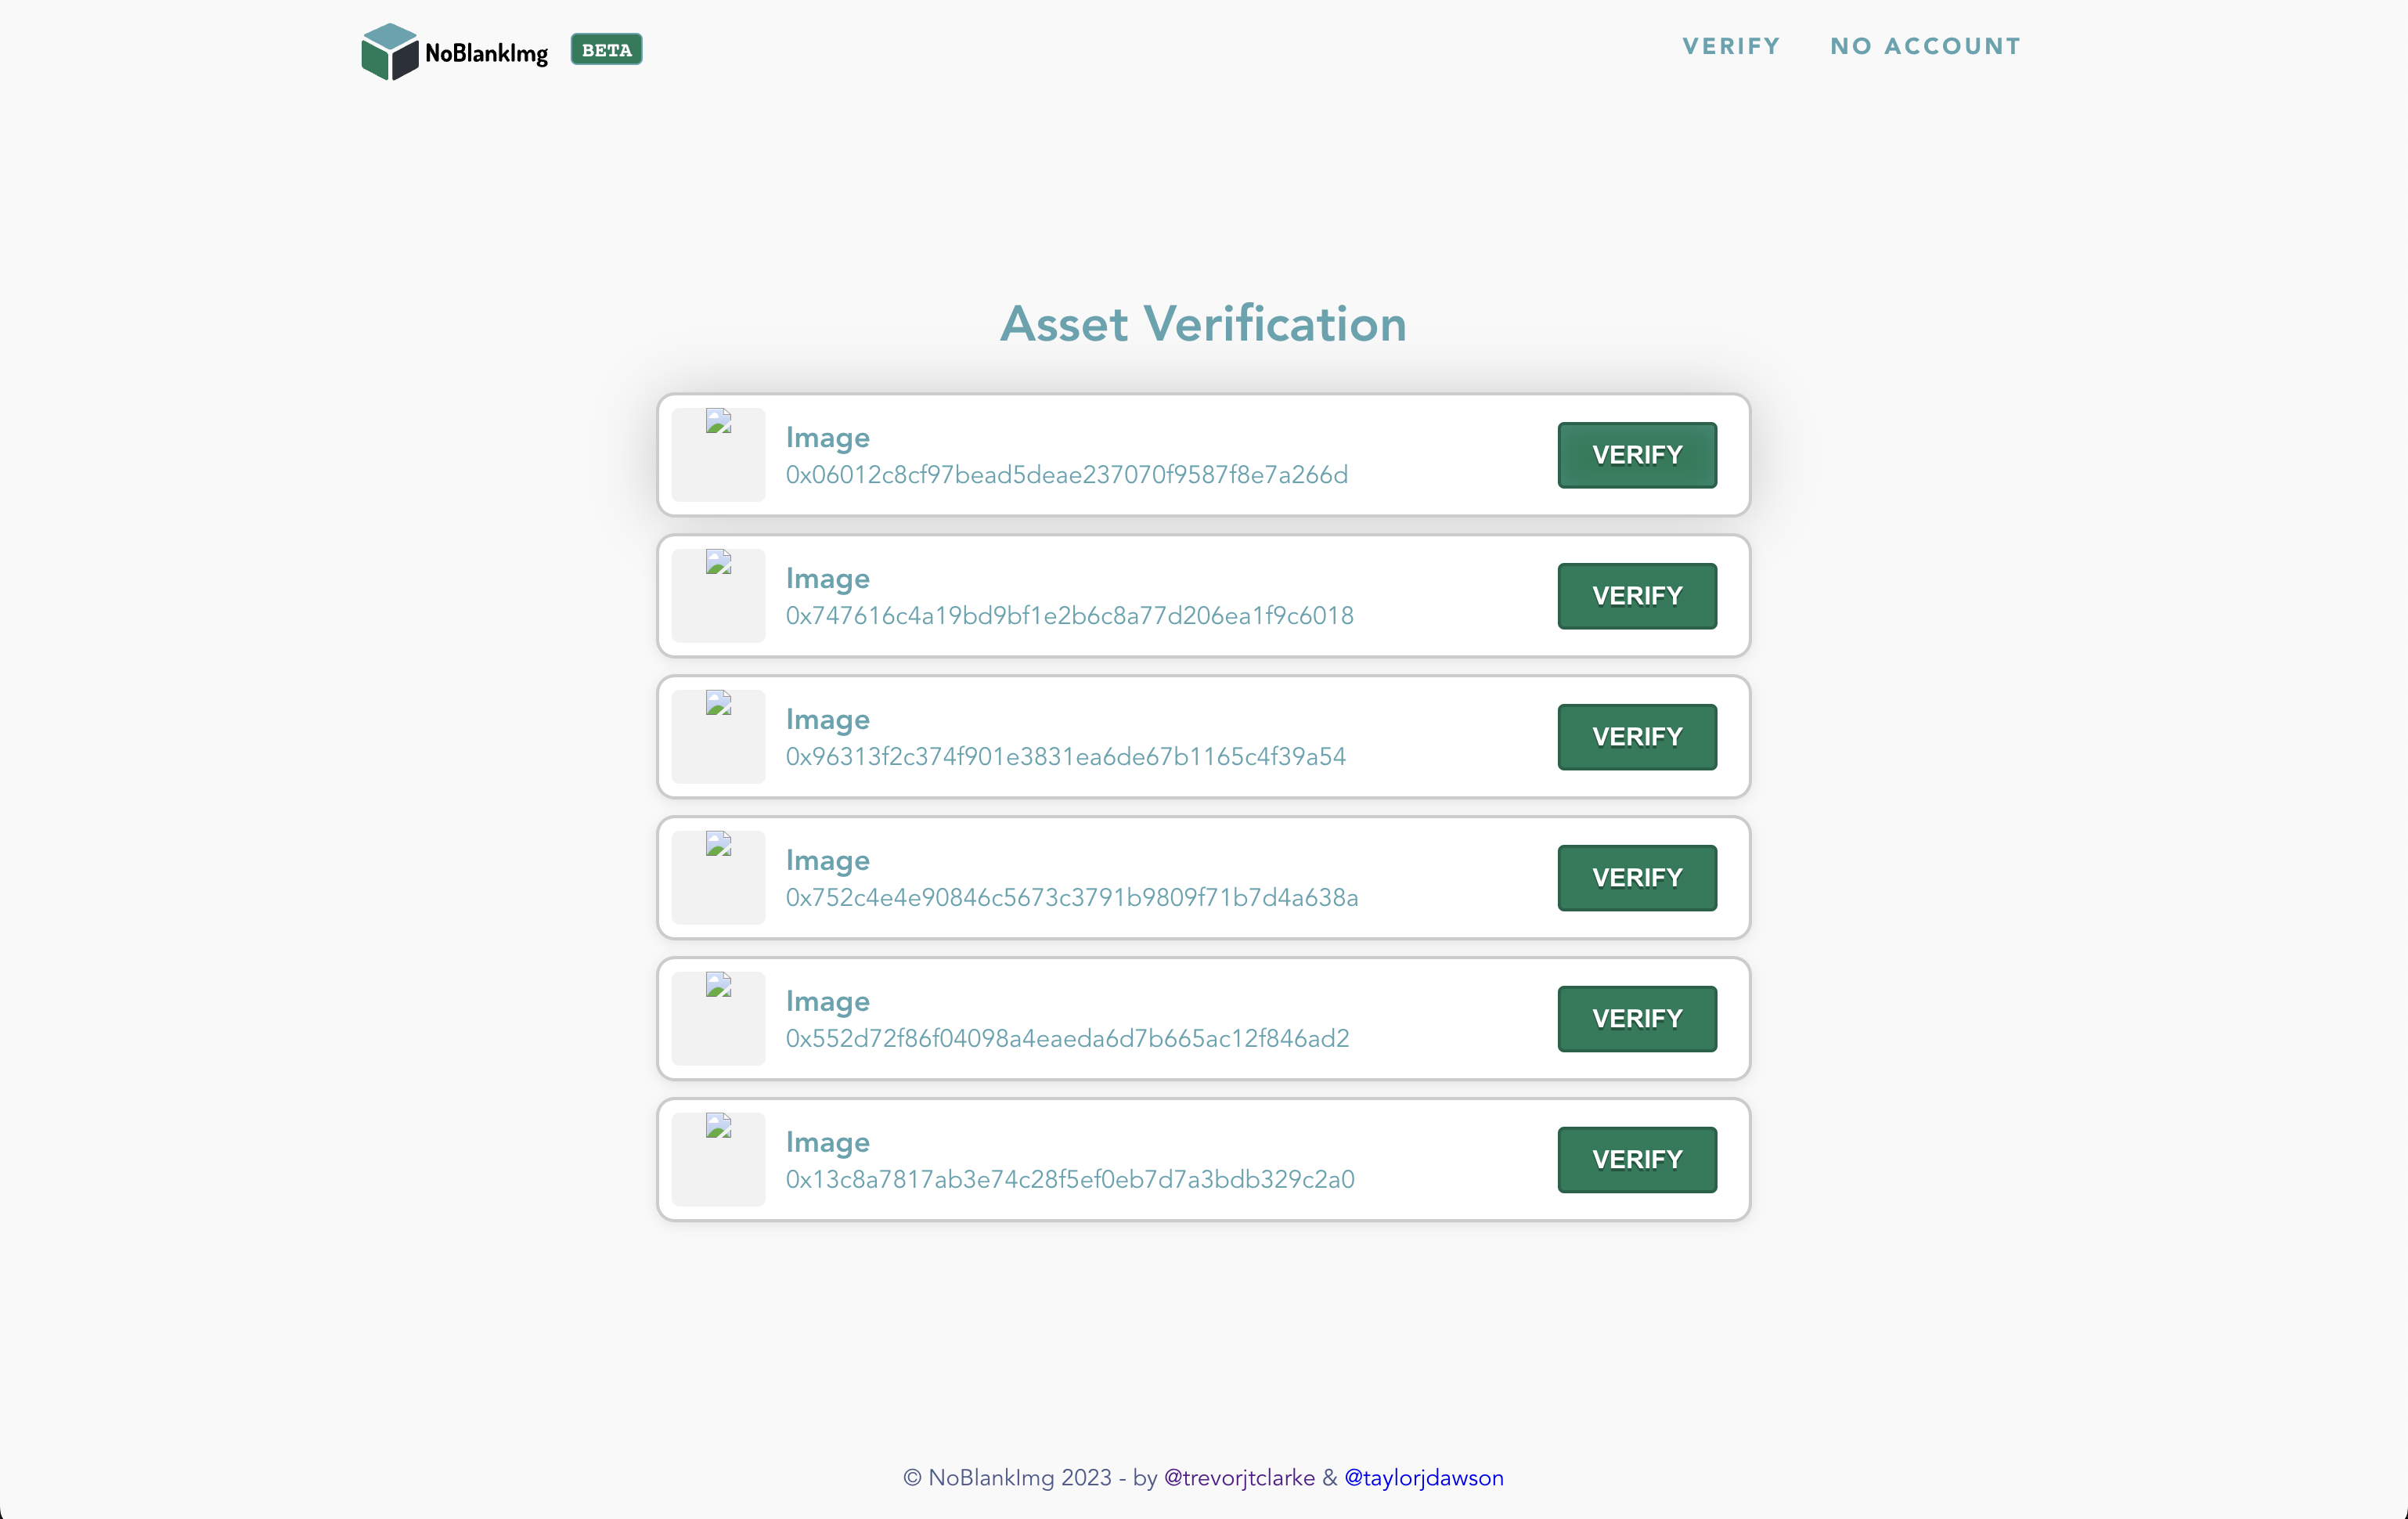 NoBlankImg BETA VERIFY NO ACCOUNT
Asset Verification
Image
0x06012c8cf97bead5deae237070f9587f8e7a266d
VERIFY
Image
0x747616c4a19bd9bf1e2b6c8a77d206ea1f9c6018
VERIFY
Image
0x96313f2c374f901e3831ea6de67b1165c4f39a54
VERIFY
Image
0x752c4e4e90846c5673c3791b9809f71b7d4a638a
VERIFY
Image
0x552d72f86f04098a4eaeda6d7b665ac12f846ad2
VERIFY
Image
0x13c8a7817ab3e74c28f5ef0eb7d7a3bdb329c2a0
VERIFY
© NoBlankImg 2023 - by @trevorjtclarke & @taylorjdawson